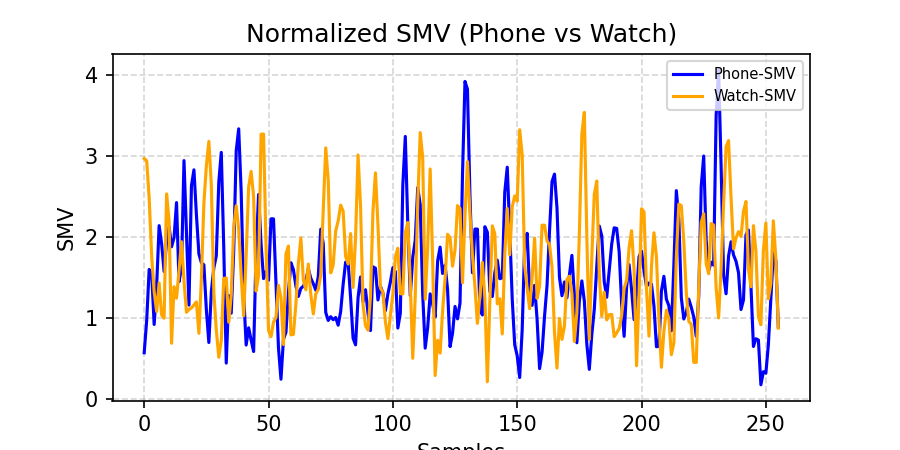 Normalized SMV (Phone vs Watch)
SMV
4
3
2
1
0
Phone-SMV
Watch-SMV
0 50 100 150 200 250
Samples